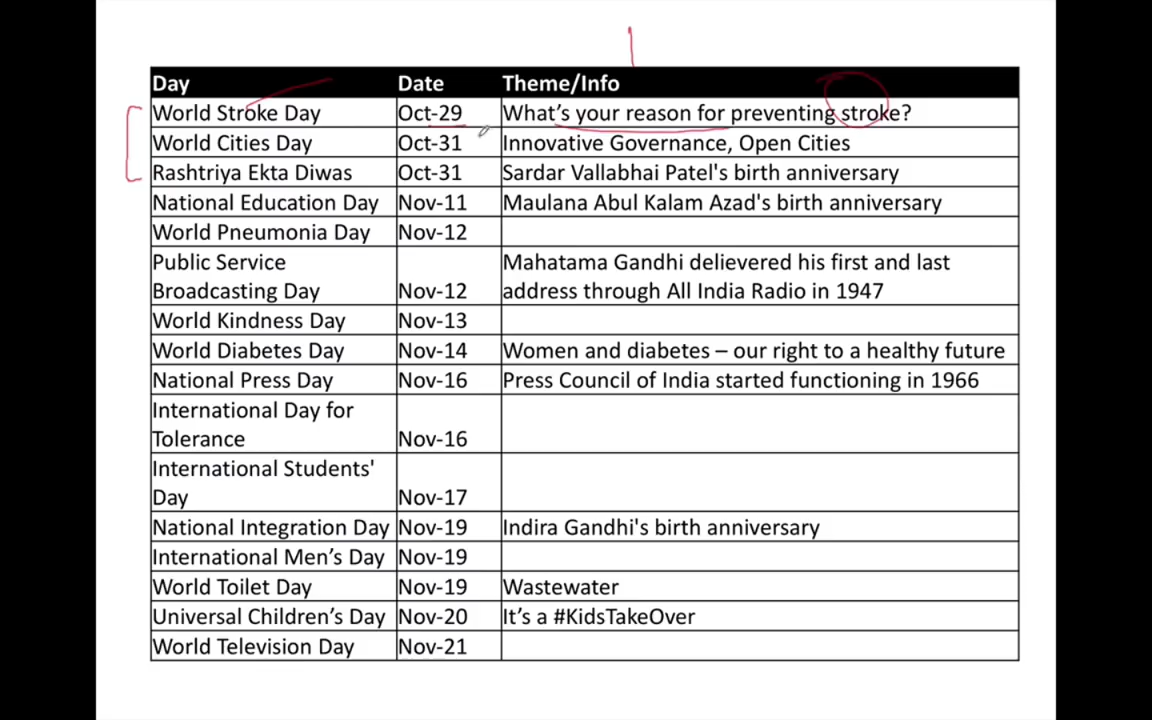 Day Date Theme/Info
World Stroke Day Oct-29 What's your reason for preventing stroke?
World Cities Day Oct-31 Innovative Governance, Open Cities
Rashtriya Ekta Diwas Oct-31 Sardar Vallabhai Patel's birth anniversary
National Education Day Nov-11 Maulana Abul Kalam Azad's birth anniversary
World Pneumonia Day Nov-12
Public Service Mahatama Gandhi delievered his first and last
Broadcasting Day Nov-12 address through All India Radio in 1947
World Kindness Day Nov-13
World Diabetes Day Nov-14 Women and diabetes – our right to a healthy future
National Press Day Nov-16 Press Council of India started functioning in 1966
International Day for
Tolerance Nov-16
International Students'
Day Nov-17
National Integration Day Nov-19 Indira Gandhi's birth anniversary
International Men’s Day Nov-19
World Toilet Day Nov-19 Wastewater
Universal Children’s Day Nov-20 It’s a #KidsTakeOver
World Television Day Nov-21